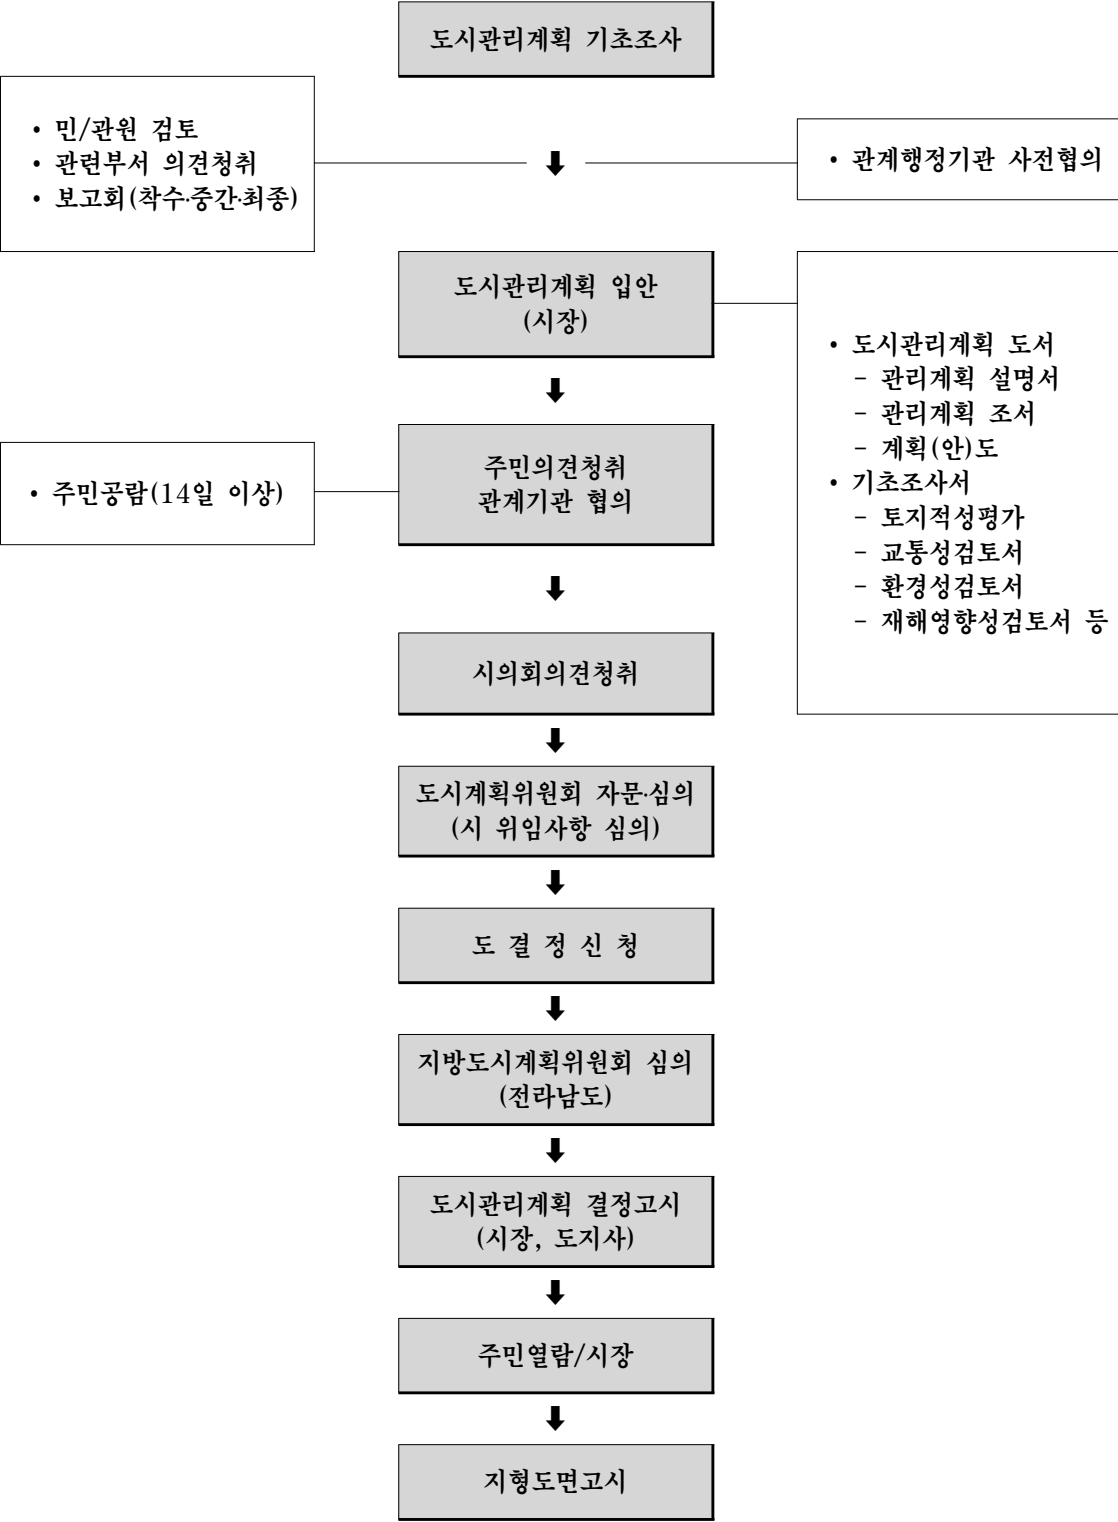 도시관리계획 기초조사
• 민/관원 검토
• 관련부서 의견청취
• 보고회(착수·중간·최종)
• 관계행정기관 사전협의
도시관리계획 입안
(시장)
• 도시관리계획 도서
- 관리계획 설명서
- 관리계획 조서
- 계획(안)도
• 기초조사서
- 토지적성평가
- 교통성검토서
- 환경성검토서
- 재해영향성검토서 등
주민의견청취
관계기관 협의
• 주민공람(14일 이상)
시의회의견청취
도시계획위원회 자문·심의
(시 위임사항 심의)
도 결 정 신 청
지방도시계획위원회 심의
(전라남도)
도시관리계획 결정고시
(시장, 도지사)
주민열람/시장
지형도면고시